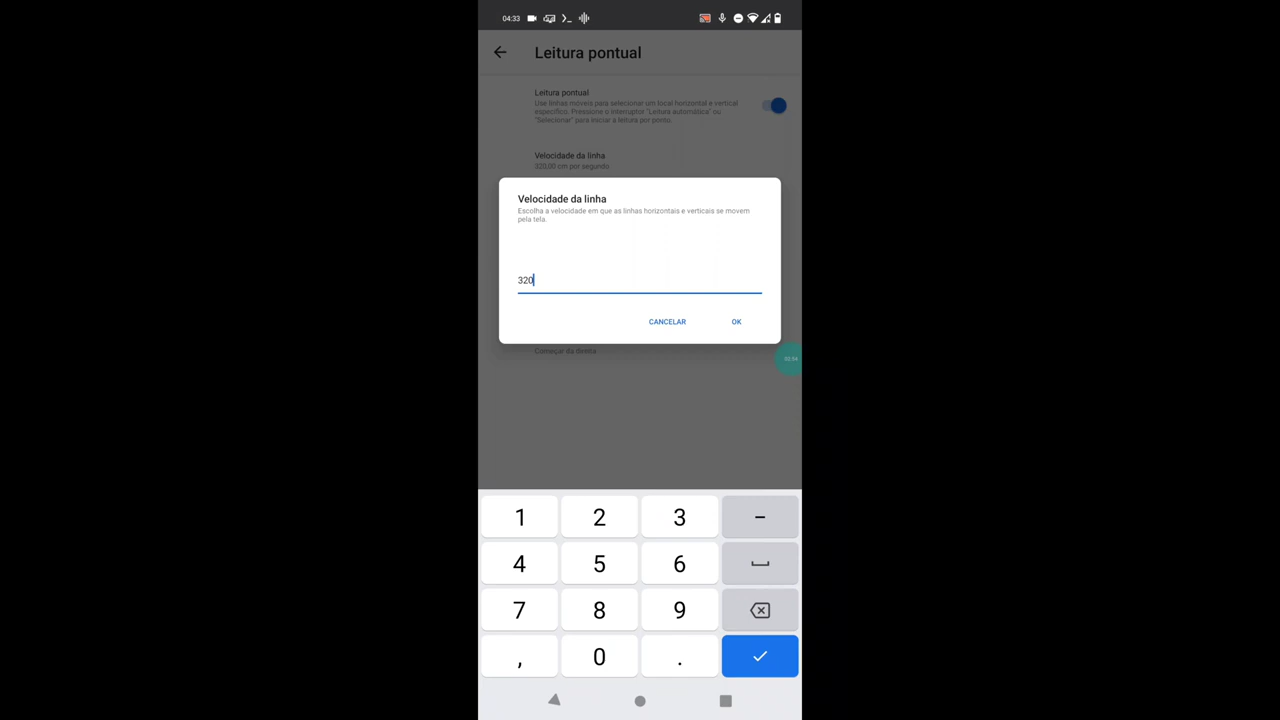 04:33
Leitura pontual
Leitura pontual
Use linhas móveis para selecionar um local horizontal e vertical
específico. Pressione o interruptor "Leitura automática" ou
"Selecionar" para iniciar a leitura por ponto.
Velocidade da linha
320,00 cm por segundo
Velocidade da linha
Escolha a velocidade em que as linhas horizontais e verticais se movem
pela tela.
320
CANCELAR OK
Começar da direita
1 2 3 -
4 5 6
7 8 9
, 0 .